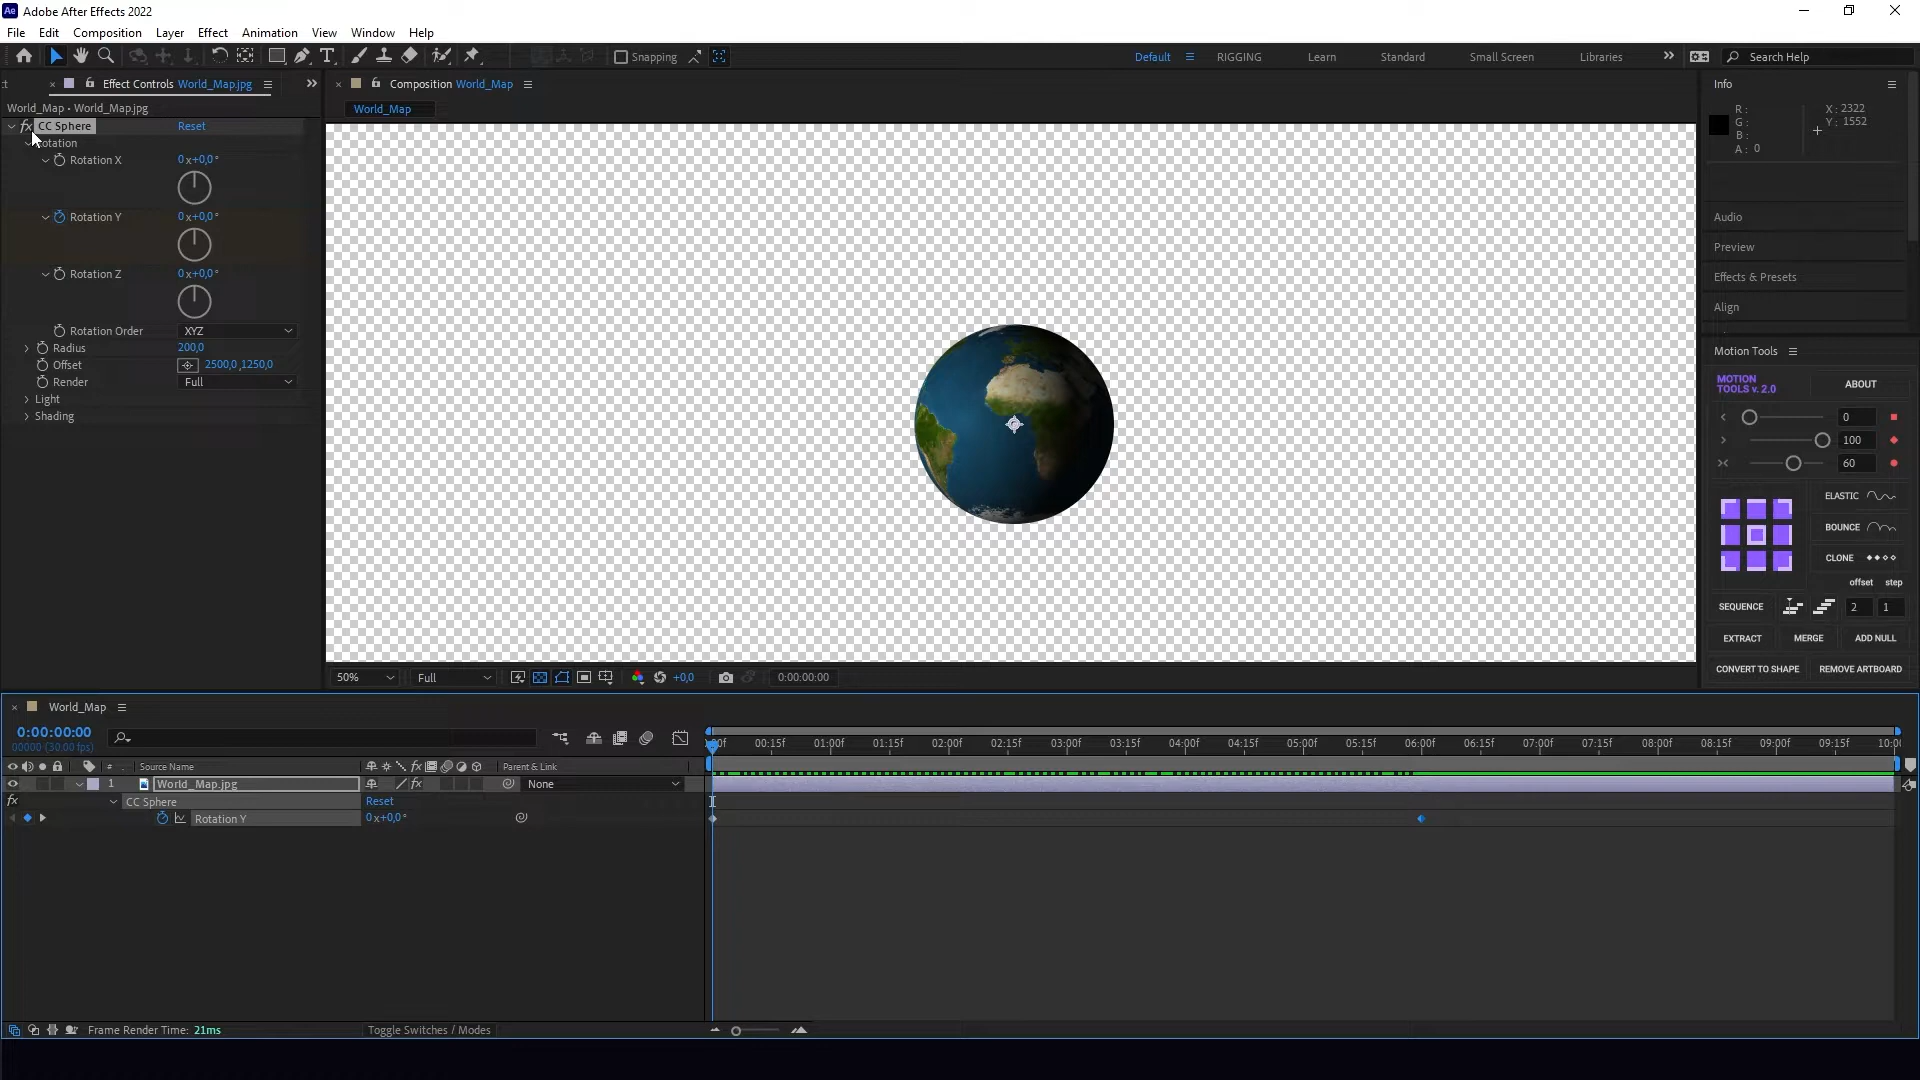 Adobe After Effects 2022
File Edit Composition Layer Effect Animation View Window Help
Snapping
Default RIGGING Learn Standard Small Screen Libraries
Search Help
Effect Controls World_Map.jpg
World_Map • World_Map.jpg
fx CC Sphere Reset
Rotation X 0x+0,0°
Rotation Y 0x+0,0°
Rotation Z 0x+0,0°
Rotation Order XYZ
Radius 200,0
Offset 2500,0 ,1250,0
Render Full
Light
Shading
Composition World_Map
World_Map
50% Full +0,0 0:00:00:00
Info
R:
G:
B:
A: 0
X: 2322
Y: 1552
Audio
Preview
Effects & Presets
Align
Motion Tools
MOTION TOOLS v. 2.0 ABOUT
0
100
60
ELASTIC
BOUNCE
CLONE
offset step
SEQUENCE 2 1
EXTRACT MERGE ADD NULL
CONVERT TO SHAPE REMOVE ARTBOARD
World_Map
0:00:00:00
00000 (30.00 fps)
00:15f 01:00f 01:15f 02:00f 02:15f 03:00f 03:15f 04:00f 04:15f 05:00f 05:15f 06:00f 06:15f 07:00f 07:15f 08:00f 08:15f 09:00f 09:15f
# Source Name fx Parent & Link
1 World_Map.jpg fx None
fx CC Sphere Reset
Rotation Y 0x+0,0°
Frame Render Time: 21ms
Toggle Switches / Modes